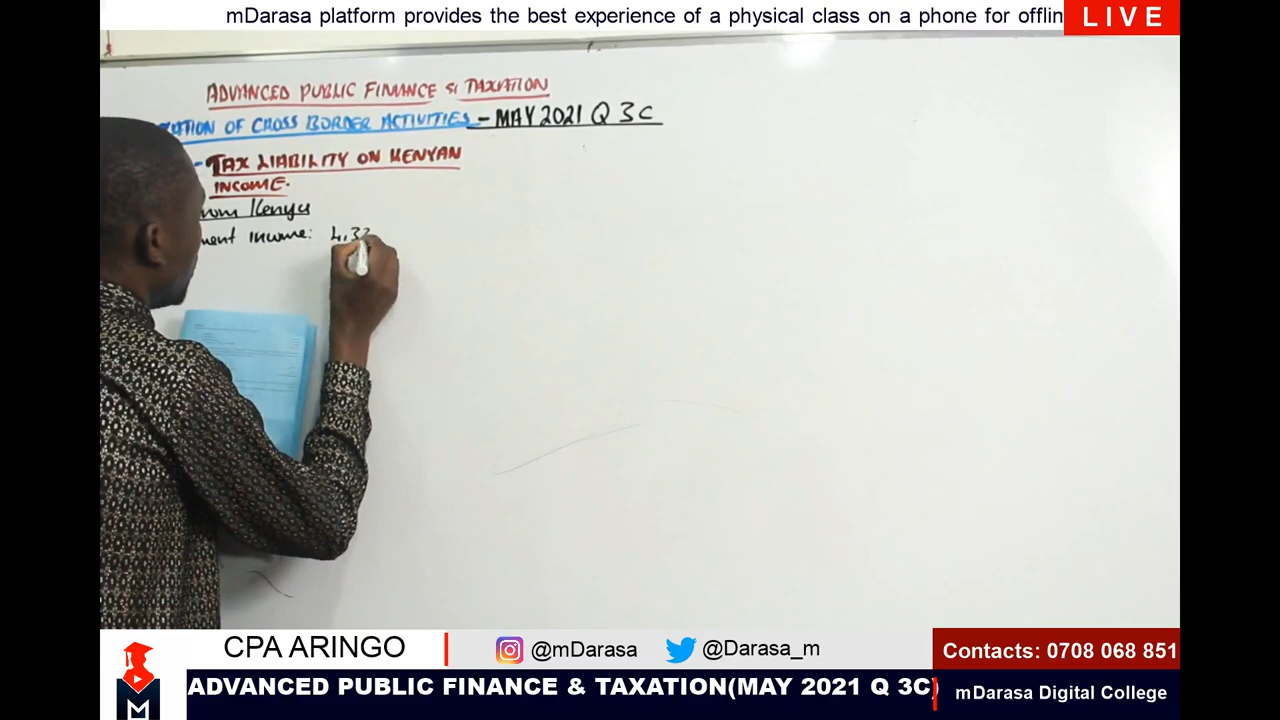 mDarasa platform provides the best experience of a physical class on a phone for offlin
LIVE
ADVANCED PUBLIC FINANCE & TAXATION
OF CROSS BORDER ACTIVITIES - MAY 2021 Q 3C
- TAX LIABILITY ON KENYAN
INCOME.
Kenya
income: 4,33
CPA ARINGO
@mDarasa
@Darasa_m
Contacts: 0708 068 851
ADVANCED PUBLIC FINANCE & TAXATION(MAY 2021 Q 3C)
mDarasa Digital College